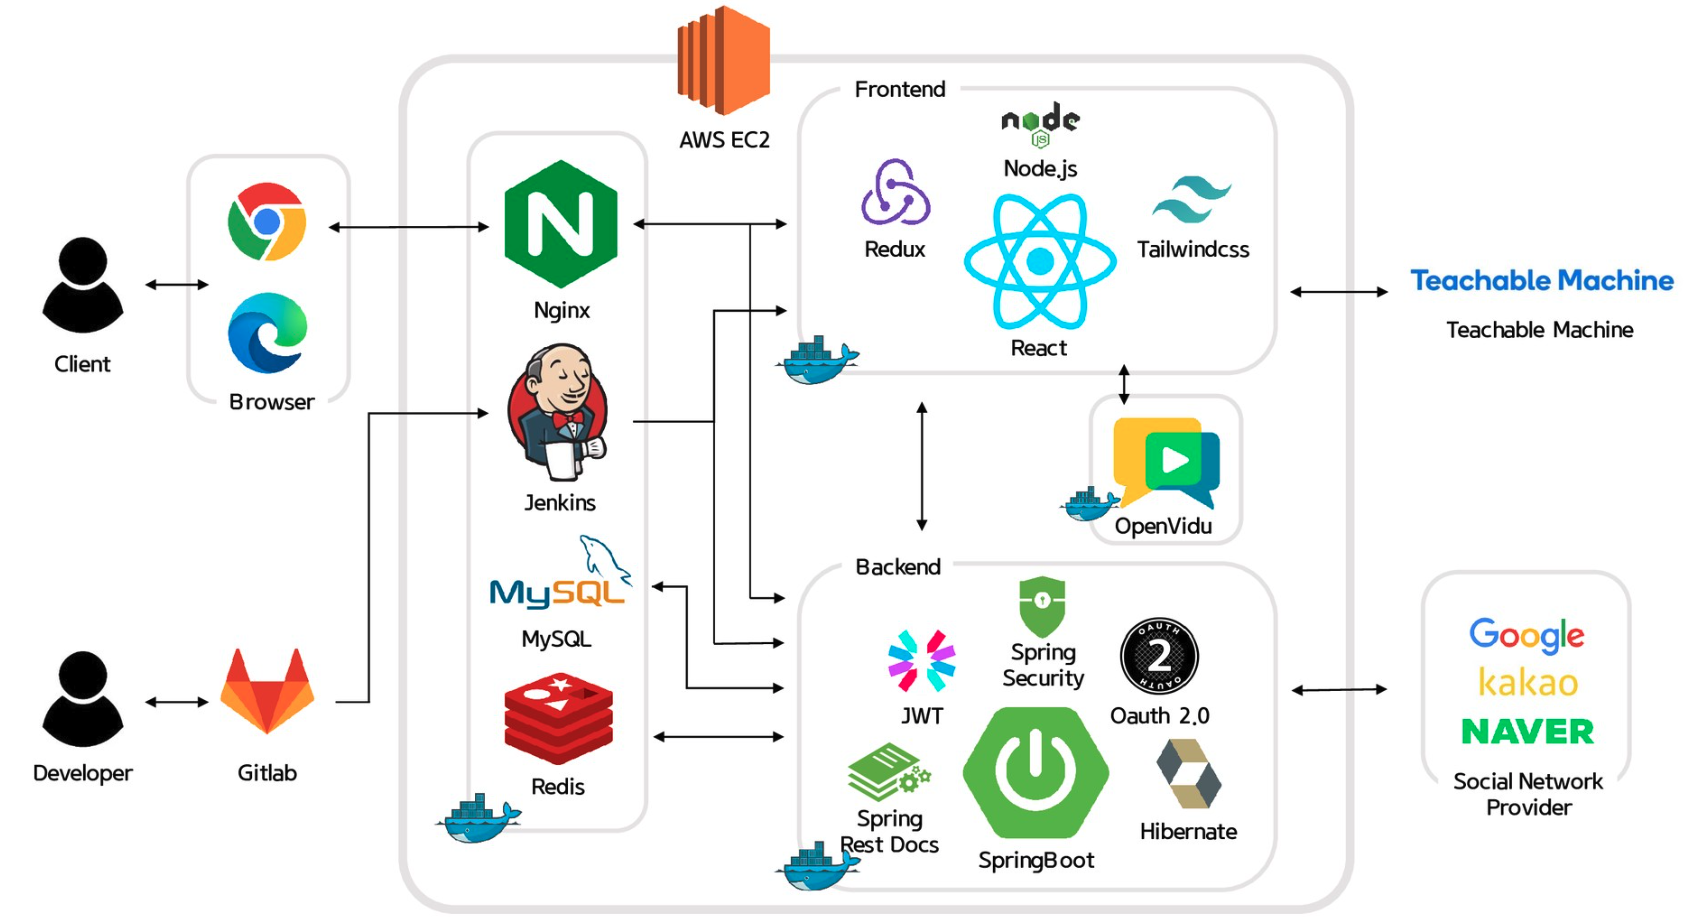 AWS EC2
Frontend
node
JS
Node.js
Redux
Tailwindcss
React
N
Nginx
Client
Browser
Teachable Machine
Teachable Machine
Jenkins
OpenVidu
MySQL
MySQL
Backend
Spring
Security
OAUTH
2
OAUTH
JWT
Oauth 2.0
Google
kakao
NAVER
Social Network
Provider
Developer
Gitlab
Redis
Spring
Rest Docs
SpringBoot
Hibernate